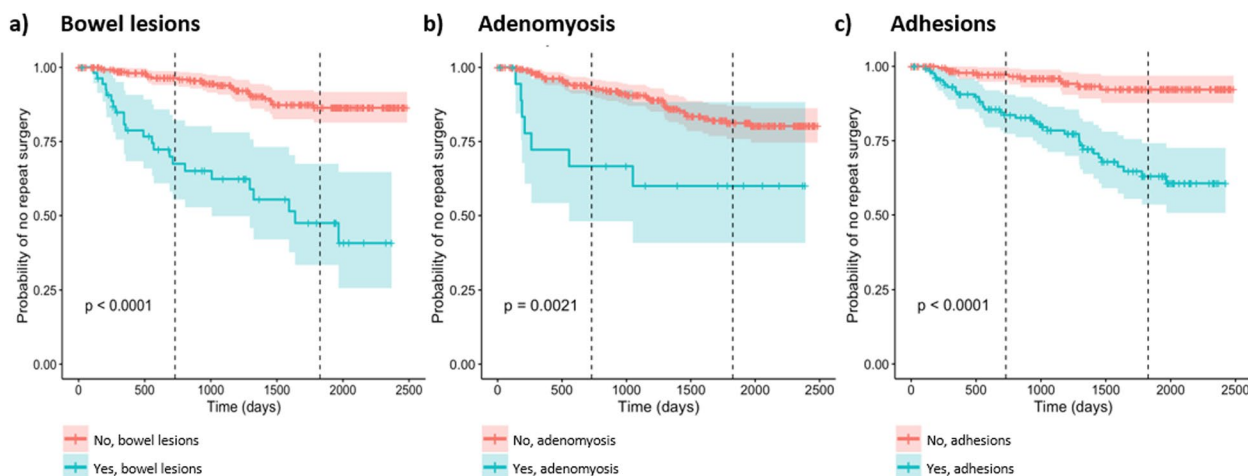 a) Bowel lesions
Probability of no repeat surgery
1.00
0.75
0.50
0.25
0.00
p < 0.0001
0 500 1000 1500 2000 2500
Time (days)
No, bowel lesions
Yes, bowel lesions
b) Adenomyosis
Probability of no repeat surgery
1.00
0.75
0.50
0.25
0.00
p = 0.0021
0 500 1000 1500 2000 2500
Time (days)
No, adenomyosis
Yes, adenomyosis
c) Adhesions
Probability of no repeat surgery
1.00
0.75
0.50
0.25
0.00
p < 0.0001
0 500 1000 1500 2000 2500
Time (days)
No, adhesions
Yes, adhesions